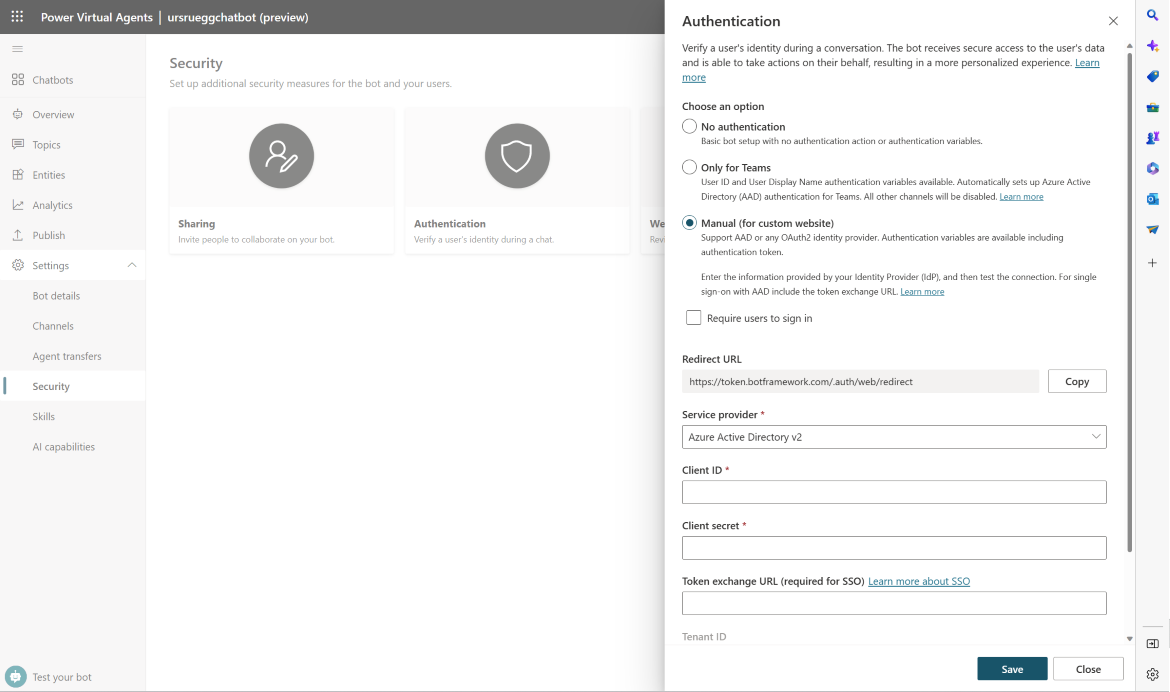 Power Virtual Agents | ursrueggchatbot (preview)
Chatbots
Overview
Topics
Entities
Analytics
Publish
Settings
Bot details
Channels
Agent transfers
Security
Skills
AI capabilities
Test your bot
Security
Set up additional security measures for the bot and your users.
Sharing
Invite people to collaborate on your bot.
Authentication
Verify a user's identity during a chat.
We
Revi
Authentication
Verify a user's identity during a conversation. The bot receives secure access to the user's data
and is able to take actions on their behalf, resulting in a more personalized experience. Learn
more
Choose an option
No authentication
Basic bot setup with no authentication action or authentication variables.
Only for Teams
User ID and User Display Name authentication variables available. Automatically sets up Azure Active
Directory (AAD) authentication for Teams. All other channels will be disabled. Learn more
Manual (for custom website)
Support AAD or any OAuth2 identity provider. Authentication variables are available including
authentication token.
Enter the information provided by your Identity Provider (IdP), and then test the connection. For single
sign-on with AAD include the token exchange URL. Learn more
Require users to sign in
Redirect URL
https://token.botframework.com/.auth/web/redirect
Copy
Service provider *
Azure Active Directory v2
Client ID *
Client secret *
Token exchange URL (required for SSO) Learn more about SSO
Tenant ID
Save
Close